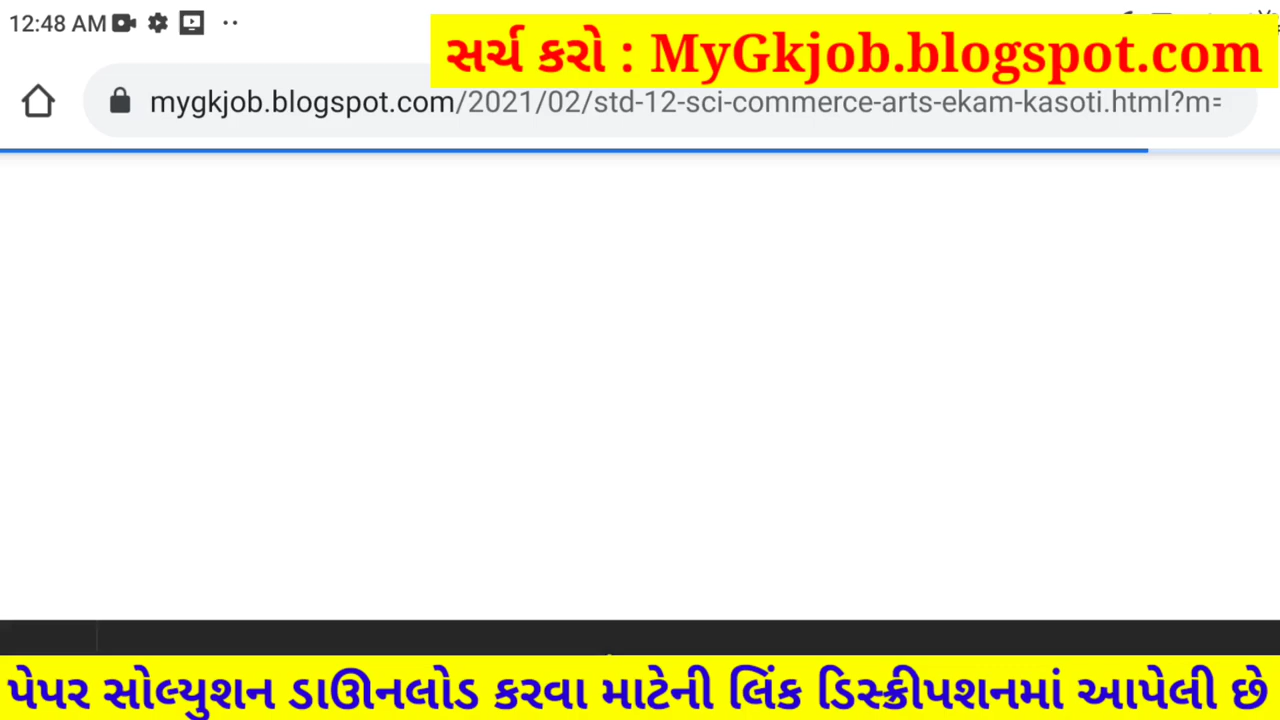 12:48 AM
સર્ચ કરો : MyGkjob.blogspot.com
mygkjob.blogspot.com/2021/02/std-12-sci-commerce-arts-ekam-kasoti.html?m=
પેપર સોલ્યુશન ડાઊનલોડ કરવા માટેની લિંક ડિસ્ક્રીપશનમાં આપેલી છે